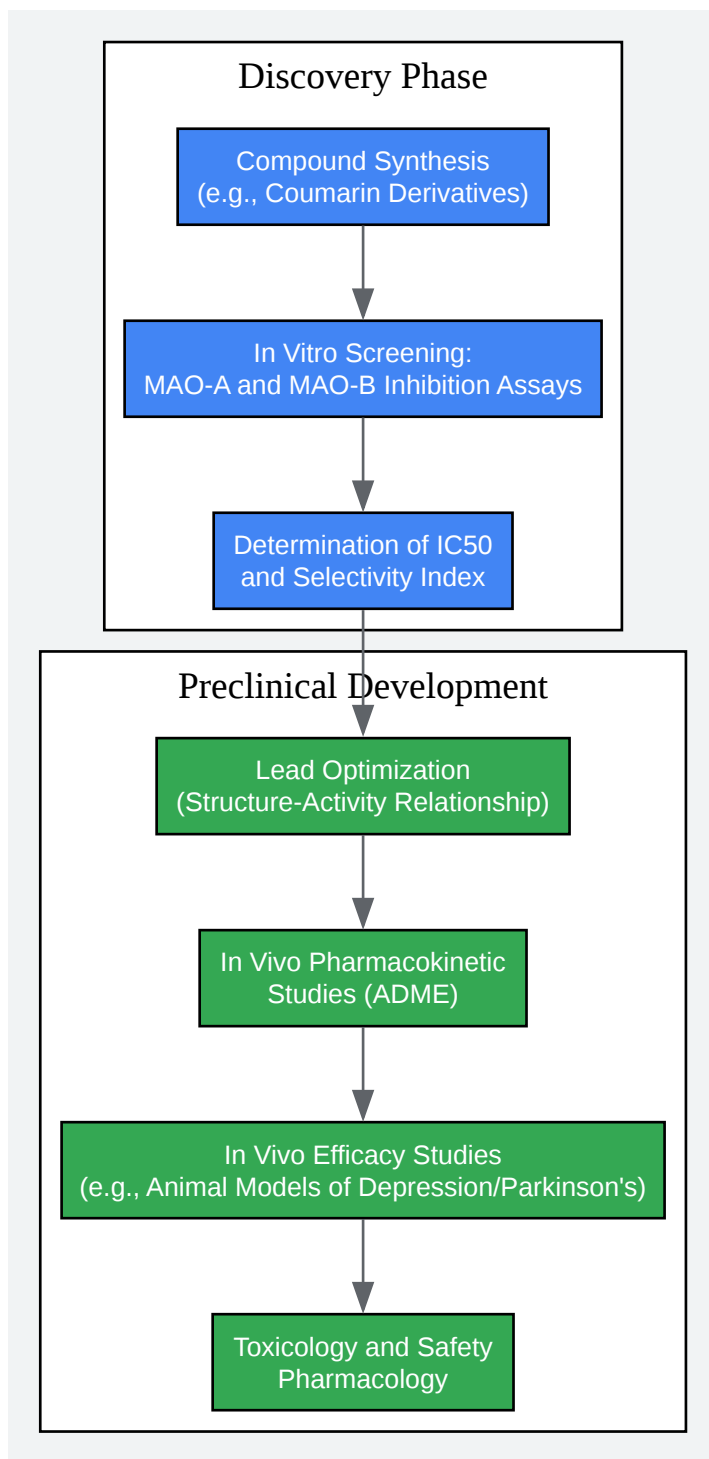 Discovery Phase
Compound Synthesis
(e.g., Coumarin Derivatives)
In Vitro Screening:
MAO-A and MAO-B Inhibition Assays
Determination of IC50
and Selectivity Index
Preclinical Development
Lead Optimization
(Structure-Activity Relationship)
In Vivo Pharmacokinetic
Studies (ADME)
In Vivo Efficacy Studies
(e.g., Animal Models of Depression/Parkinson's)
Toxicology and Safety
Pharmacology